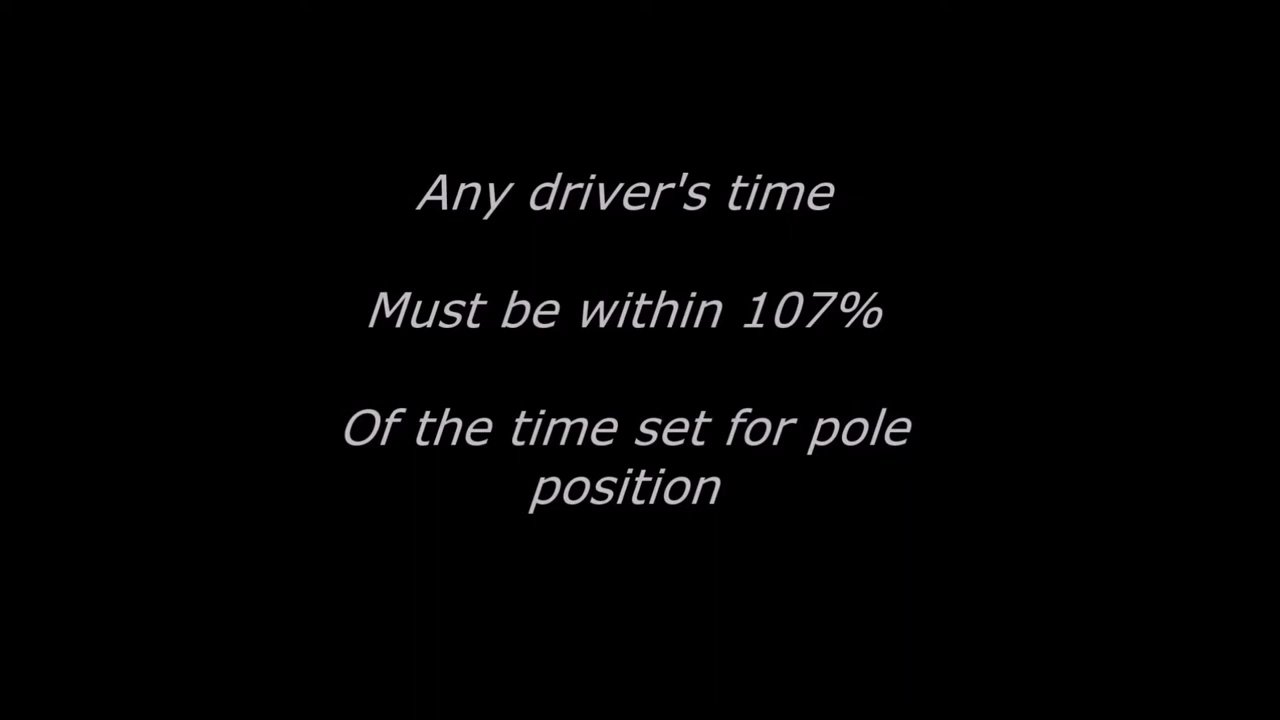 Any driver's time
Must be within 107%
Of the time set for pole
position